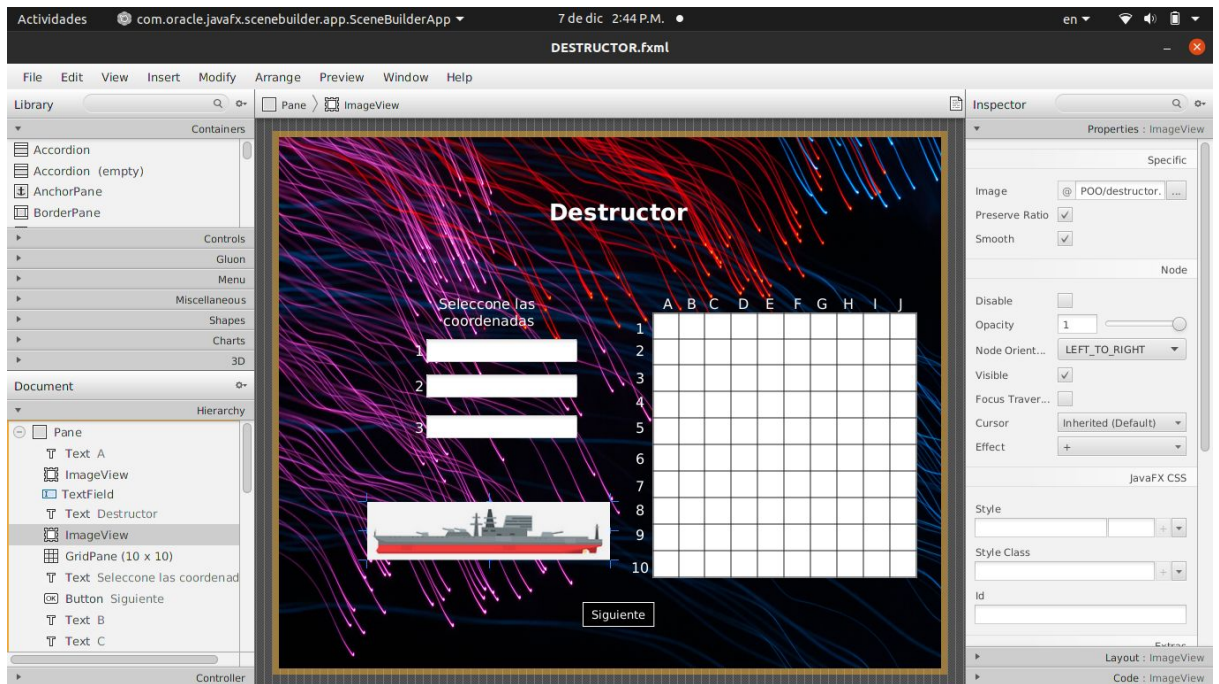 Actividades com.oracle.javafx.scenebuilder.app.SceneBuilderApp 7 de dic 2:44 P.M. en
DESTRUCTOR.fxml
File Edit View Insert Modify Arrange Preview Window Help
Library
Containers
Accordion
Accordion (empty)
AnchorPane
BorderPane
Controls
Gluon
Menu
Miscellaneous
Shapes
Charts
3D
Document
Hierarchy
Pane
Text A
ImageView
TextField
Text Destructor
ImageView
GridPane (10 x 10)
Text Seleccone las coordenad
Button Siguiente
Text B
Text C
Controller
Pane ImageView
Destructor
Seleccone las
coordenadas
1
2
3
A B C D E F G H I J
1
2
3
4
5
6
7
8
9
10
Siguiente
Inspector
Properties : ImageView
Specific
Image @ POO/destructor. ...
Preserve Ratio
Smooth
Node
Disable
Opacity 1
Node Orient... LEFT_TO_RIGHT
Visible
Focus Traver...
Cursor Inherited (Default)
Effect +
JavaFX CSS
Style
+
Style Class
+
Id
Extras
Layout : ImageView
Code : ImageView